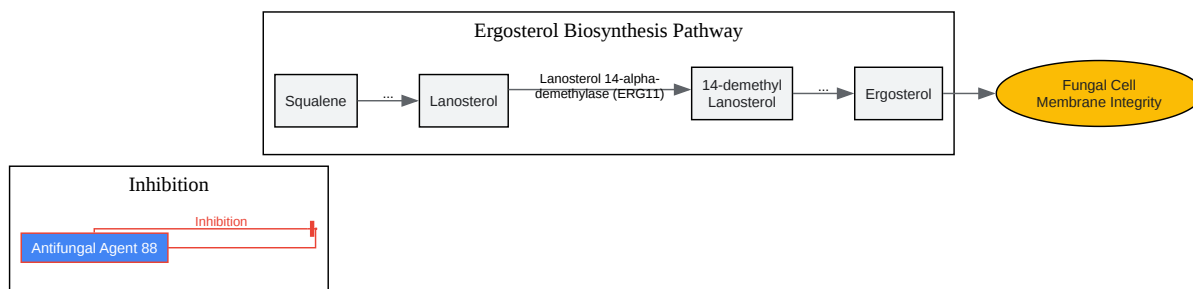 Ergosterol Biosynthesis Pathway
Squalene
...
Lanosterol
Lanosterol 14-alpha-
demethylase (ERG11)
14-demethyl
Lanosterol
...
Ergosterol
Fungal Cell
Membrane Integrity
Inhibition
Inhibition
Antifungal Agent 88